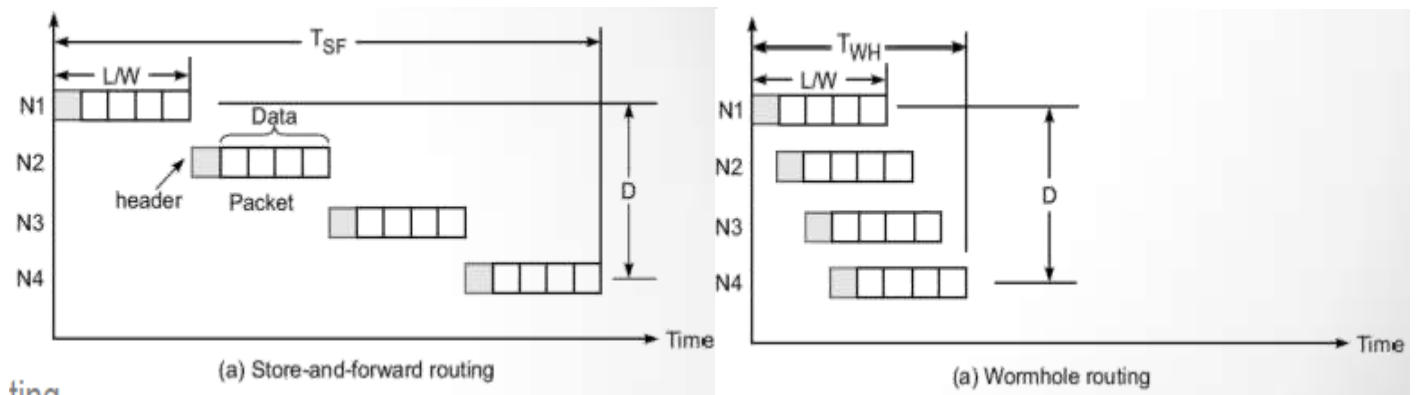 T_SF
L/W
N1
Data
N2
header
Packet
D
N3
N4
Time
(a) Store-and-forward routing
T_WH
L/W
N1
N2
D
N3
N4
Time
(a) Wormhole routing